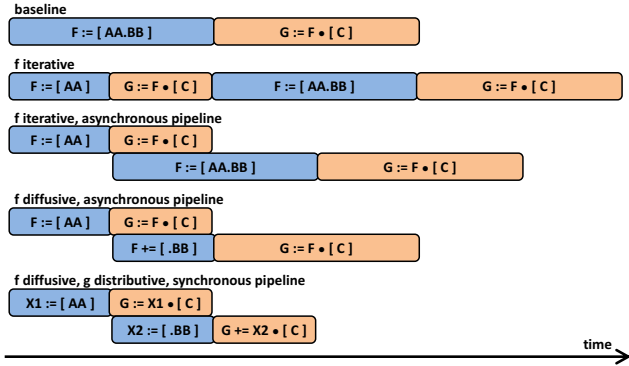 baseline
F := [ AA.BB ] G := F • [ C ]
f iterative
F := [ AA ] G := F • [ C ] F := [ AA.BB ] G := F • [ C ]
f iterative, asynchronous pipeline
F := [ AA ] G := F • [ C ]
F := [ AA.BB ] G := F • [ C ]
f diffusive, asynchronous pipeline
F := [ AA ] G := F • [ C ]
F += [ .BB ] G := F • [ C ]
f diffusive, g distributive, synchronous pipeline
X1 := [ AA ] G := X1 • [ C ]
X2 := [ .BB ] G += X2 • [ C ]
time